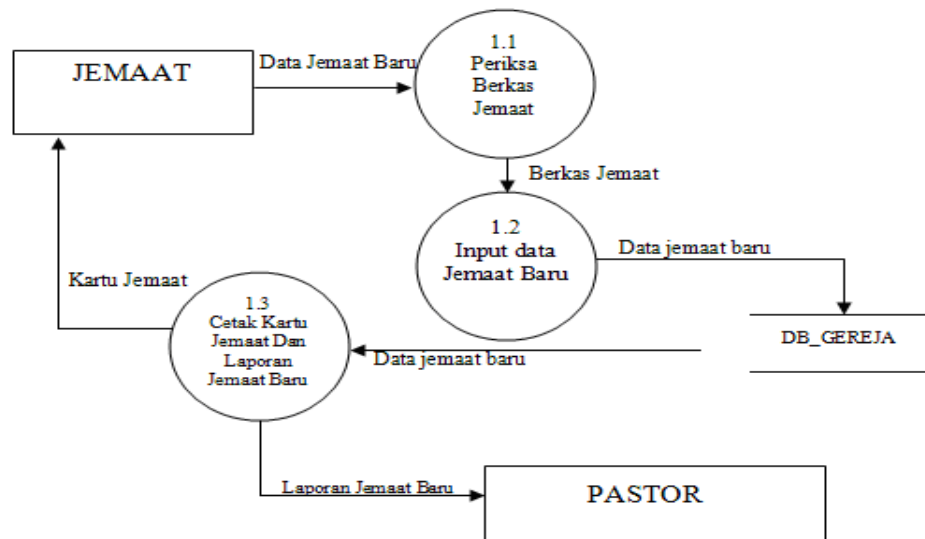 JEMAAT
Data Jemaat Baru
1.1
Periksa
Berkas
Jemaat
Berkas Jemaat
1.2
Input data
Jemaat Baru
Data jemaat baru
DB_GEREJA
Data jemaat baru
1.3
Cetak Kartu
Jemaat Dan
Laporan
Jemaat Baru
Kartu Jemaat
Laporan Jemaat Baru
PASTOR